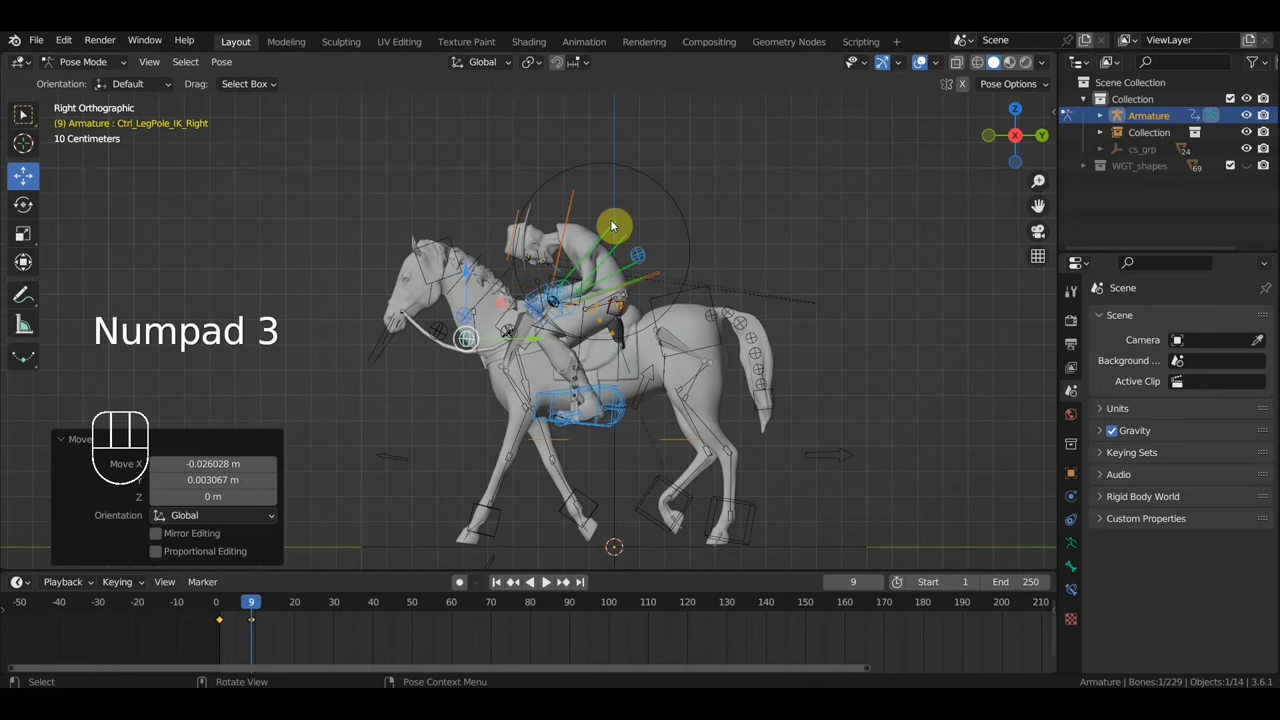 File Edit Render Window Help Layout Modeling Sculpting UV Editing Texture Paint Shading Animation Rendering Compositing Geometry Nodes Scripting + Scene ViewLayer
Pose Mode View Select Pose Global
Orientation: Default Drag: Select Box X Pose Options
Right Orthographic
(9) Armature : Ctrl_LegPole_IK_Right
10 Centimeters
Z
Y
X
Numpad 3
Move
Move X -0.026028 m
Y 0.003067 m
Z 0 m
Orientation Global
Mirror Editing
Proportional Editing
Scene Collection
Collection
Armature
Collection
cs_grp 24
WGT_shapes 69
Scene
Scene
Camera
Background ...
Active Clip
Units
Gravity
Keying Sets
Audio
Rigid Body World
Custom Properties
Playback Keying View Marker 9 Start 1 End 250
-50 -40 -30 -20 -10 0 9 20 30 40 50 60 70 80 90 100 110 120 130 140 150 160 170 180 190 200 210
Select Rotate View Pose Context Menu Armature | Bones:1/229 | Objects:1/14 | 3.6.1